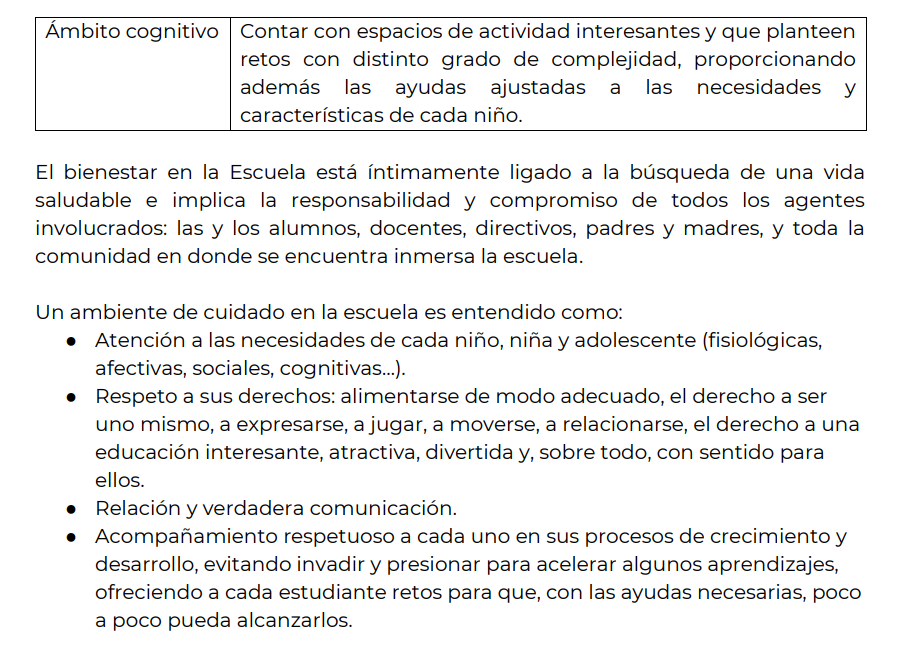 Ámbito cognitivo
Contar con espacios de actividad interesantes y que planteen
retos con distinto grado de complejidad, proporcionando
además las ayudas ajustadas a las necesidades y
características de cada niño.
El bienestar en la Escuela está íntimamente ligado a la búsqueda de una vida
saludable e implica la responsabilidad y compromiso de todos los agentes
involucrados: las y los alumnos, docentes, directivos, padres y madres, y toda la
comunidad en donde se encuentra inmersa la escuela.
Un ambiente de cuidado en la escuela es entendido como:
● Atención a las necesidades de cada niño, niña y adolescente (fisiológicas,
afectivas, sociales, cognitivas...).
● Respeto a sus derechos: alimentarse de modo adecuado, el derecho a ser
uno mismo, a expresarse, a jugar, a moverse, a relacionarse, el derecho a una
educación interesante, atractiva, divertida y, sobre todo, con sentido para
ellos.
● Relación y verdadera comunicación.
● Acompañamiento respetuoso a cada uno en sus procesos de crecimiento y
desarrollo, evitando invadir y presionar para acelerar algunos aprendizajes,
ofreciendo a cada estudiante retos para que, con las ayudas necesarias, poco
a poco pueda alcanzarlos.